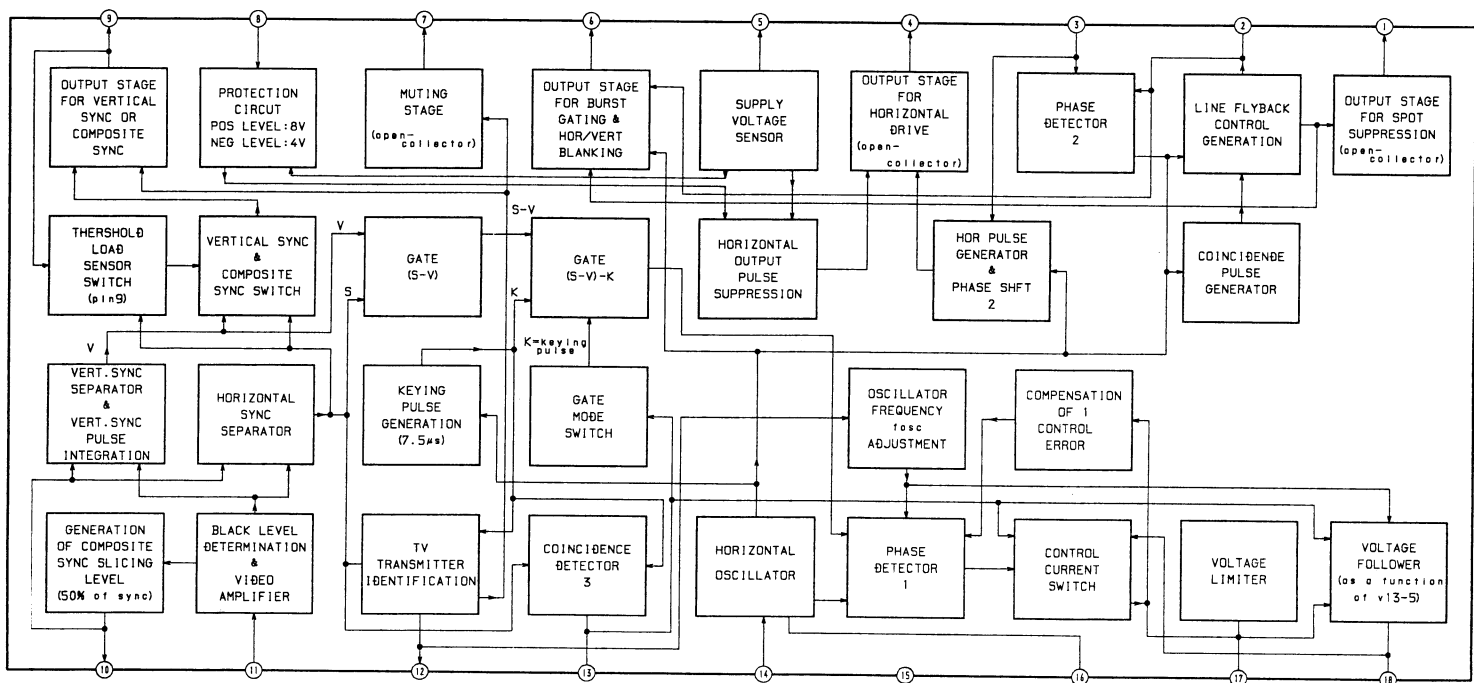 9
8
7
6
5
4
3
2
1
OUTPUT STAGE
FOR VERTICAL
SYNC OR
COMPOSITE
SYNC
PROTECTION
CIRCUT
POS LEVEL:8V
NEG LEVEL:4V
MUTING
STAGE
(open-
collector)
OUTPUT STAGE
FOR BURST
GATING &
HOR/VERT
BLANKING
SUPPLY
VOLTAGE
SENSOR
OUTPUT STAGE
FOR
HORIZONTAL
DRIVE
(open-
collector)
PHASE
DETECTOR
2
LINE FLYBACK
CONTROL
GENERATION
OUTPUT STAGE
FOR SPOT
SUPPRESSION
(open-
collector)
THERSHOLD
LOAD
SENSOR
SWITCH
(pin9)
VERTICAL SYNC
&
COMPOSITE
SYNC SWITCH
V
S
GATE
(S-V)
S-V
K
GATE
(S-V)-K
HORIZONTAL
OUTPUT
PULSE
SUPPRESSION
HOR PULSE
GENERATOR
&
PHASE SHFT
2
COINCIDENCE
PULSE
GENERATOR
V
K=keying
pulse
VERT.SYNC
SEPARATOR
&
VERT.SYNC
PULSE
INTEGRATION
HORIZONTAL
SYNC
SEPARATOR
KEYING
PULSE
GENERATION
(7.5µs)
GATE
MODE
SWITCH
OSCILLATOR
FREQUENCY
fosc
ADJUSTMENT
COMPENSATION
OF 1
CONTROL
ERROR
GENERATION
OF COMPOSITE
SYNC SLICING
LEVEL
(50% of sync)
BLACK LEVEL
DETERMINATION
&
VIDEO
AMPLIFIER
TV
TRANSMITTER
IDENTIFICATION
COINCIDENCE
DETECTOR
3
HORIZONTAL
OSCILLATOR
PHASE
DETECTOR
1
CONTROL
CURRENT
SWITCH
VOLTAGE
LIMITER
VOLTAGE
FOLLOWER
(as a function
of v13-5)
10
11
12
13
14
15
16
17
18